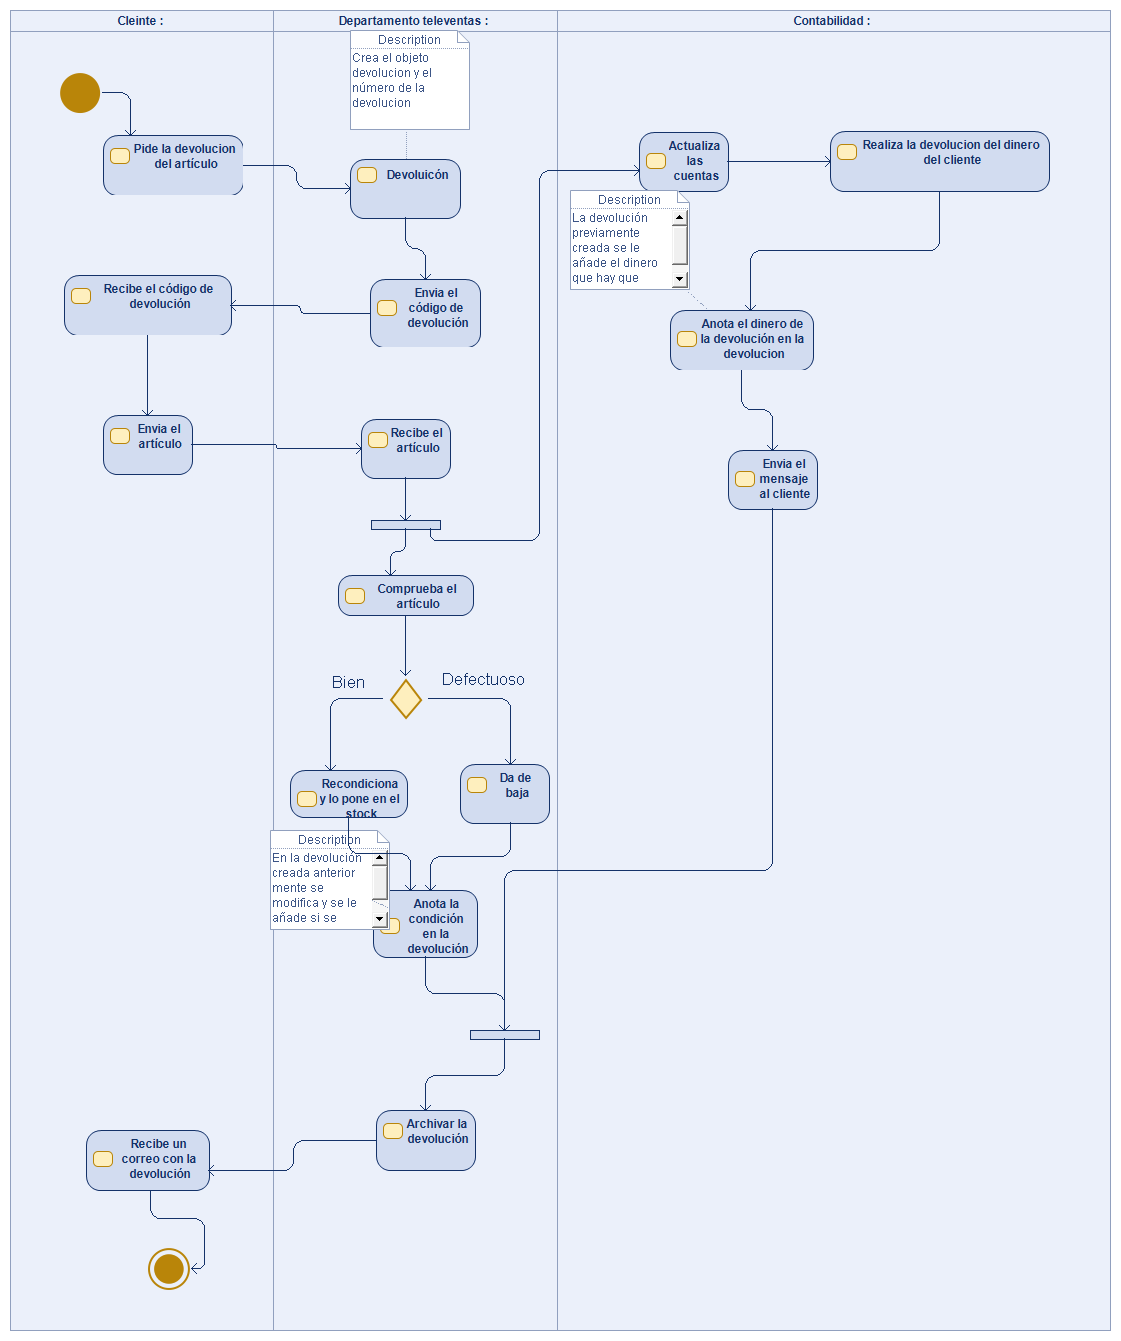 Cleinte :
Departamento televentas :
Contabilidad :
Description
Crea el objeto
devolucion y el
número de la
devolucion
Pide la devolucion
del artículo
Devoluicón
Actualiza
las
cuentas
Realiza la devolucion del dinero
del cliente
Description
La devolución
previamente
creada se le
añade el dinero
que hay que
Recibe el código de
devolución
Envia el
código de
devolución
Anota el dinero de
la devolución en la
devolucion
Envia el
artículo
Recibe el
artículo
Envia el
mensaje
al cliente
Comprueba el
artículo
Bien
Defectuoso
Recondiciona
y lo pone en el
stock
Da de
baja
Description
En la devolución
creada anterior
mente se
modifica y se le
añade si se
Anota la
condición
en la
devolución
Archivar la
devolución
Recibe un
correo con la
devolución